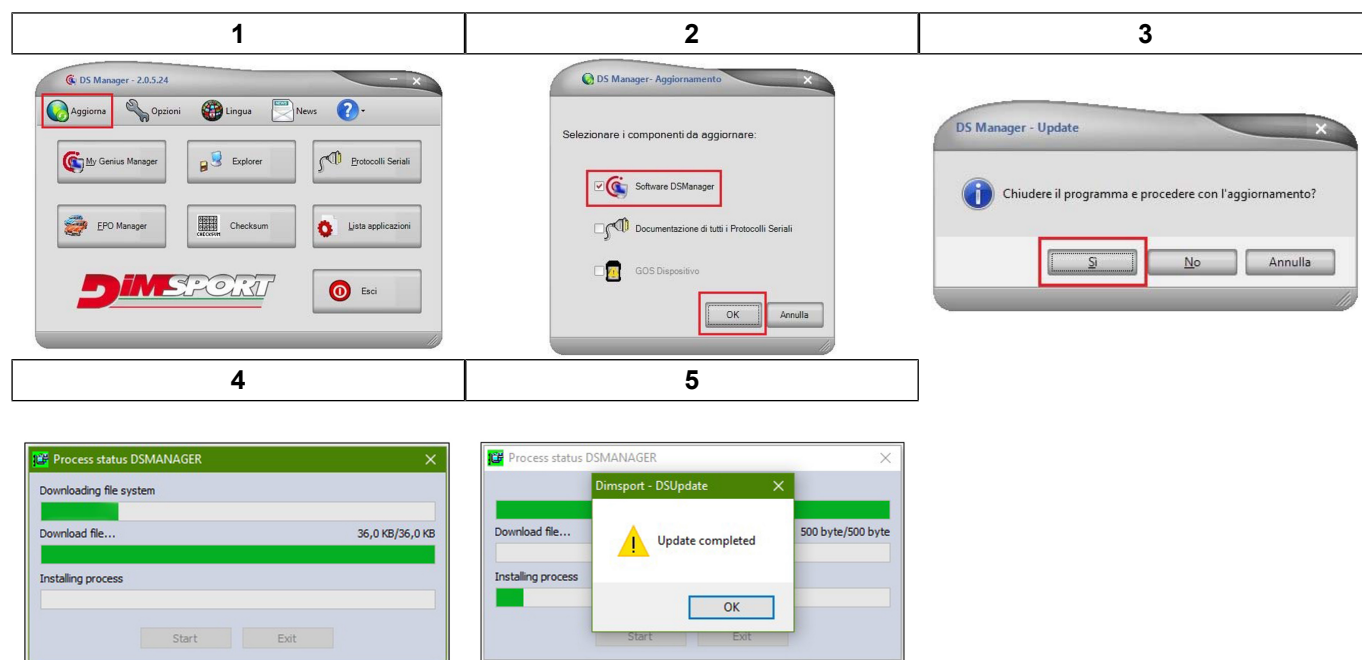 1
2
3
DS Manager - 2.0.5.24
Aggiorna
Opzioni
Lingua
News
My Genius Manager
Explorer
Protocolli Seriali
EPO Manager
CHECKSUM
Checksum
Lista applicazioni
DIMSPORT
Esci
DS Manager- Aggiornamento
Selezionare i componenti da aggiornare:
Software DSManager
Documentazione di tutti i Protocolli Seriali
GOS Dispositivo
OK
Annulla
DS Manager - Update
Chiudere il programma e procedere con l'aggiornamento?
Sì
No
Annulla
4
5
Process status DSMANAGER
Downloading file system
Download file...
36,0 KB/36,0 KB
Installing process
Start
Exit
Process status DSMANAGER
Dimsport - DSUpdate
Download file...
500 byte/500 byte
Update completed
Installing process
OK
Start
Exit